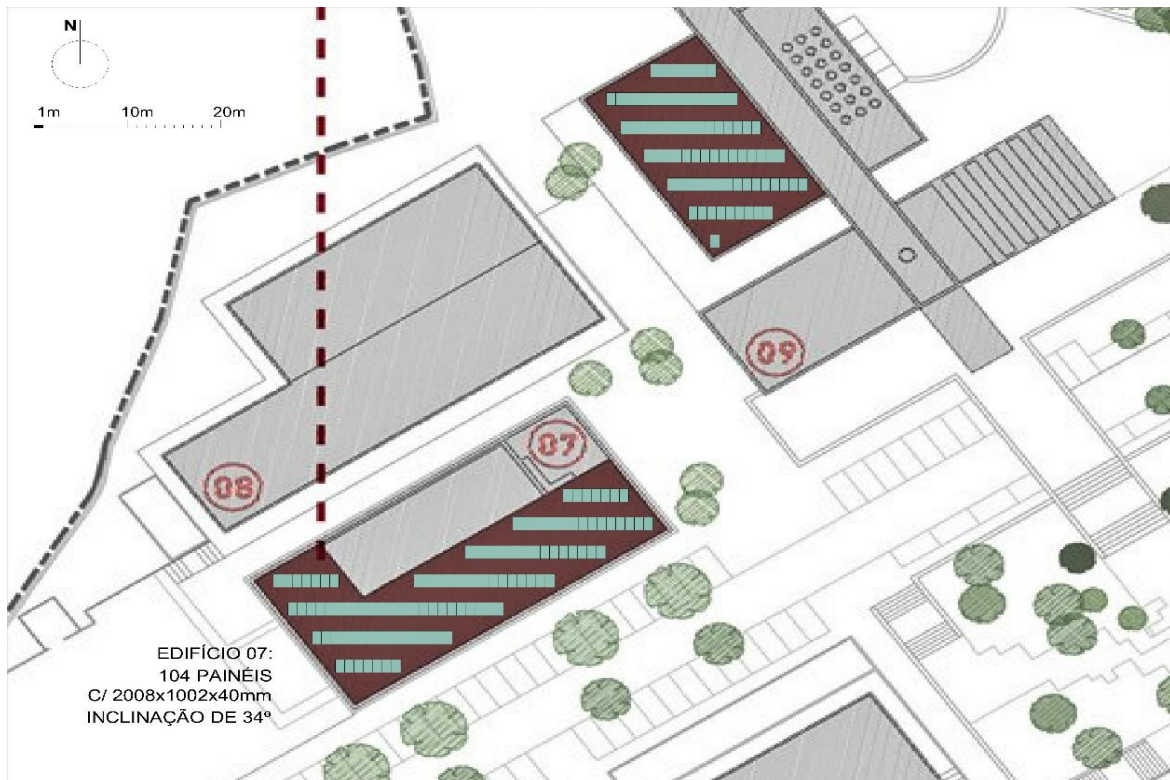 N
1m 10m 20m
09
07
08
EDIFÍCIO 07:
104 PAINÉIS
C/ 2008x1002x40mm
INCLINAÇÃO DE 34º